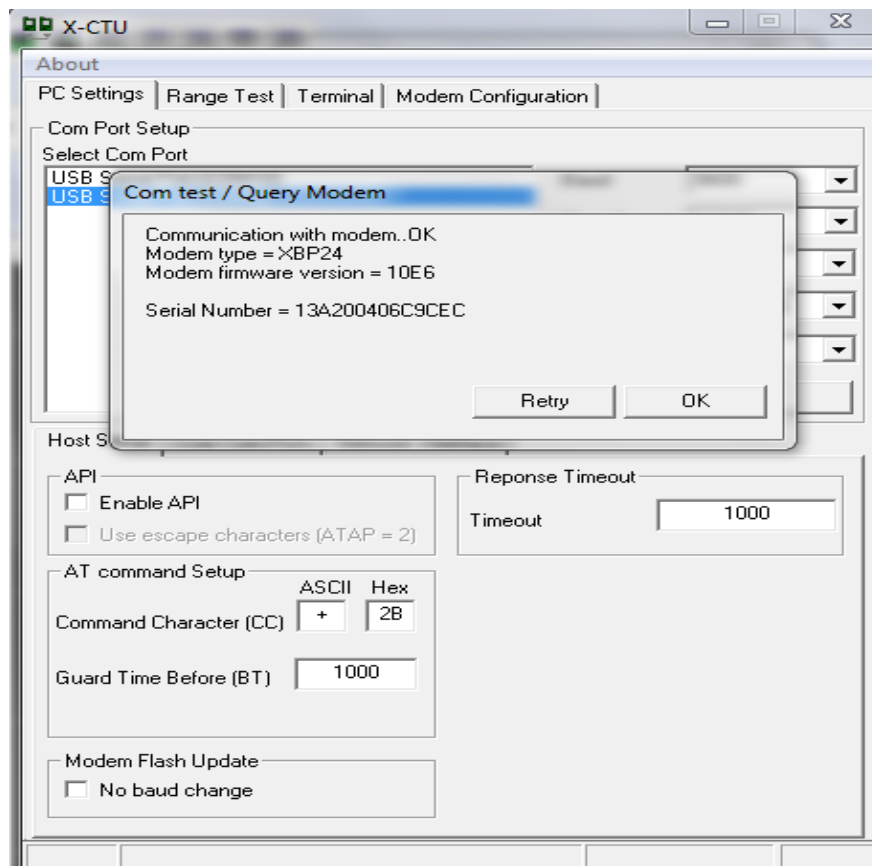 X-CTU
About
PC Settings
Range Test
Terminal
Modem Configuration
Com Port Setup
Select Com Port
USB S
USB S
Com test / Query Modem
Communication with modem..OK
Modem type = XBP24
Modem firmware version = 10E6
Serial Number = 13A200406C9CEC
Retry
OK
Host S
API
Enable API
Use escape characters (ATAP = 2)
Reponse Timeout
Timeout
1000
AT command Setup
ASCII Hex
Command Character (CC) + 2B
Guard Time Before (BT) 1000
Modem Flash Update
No baud change